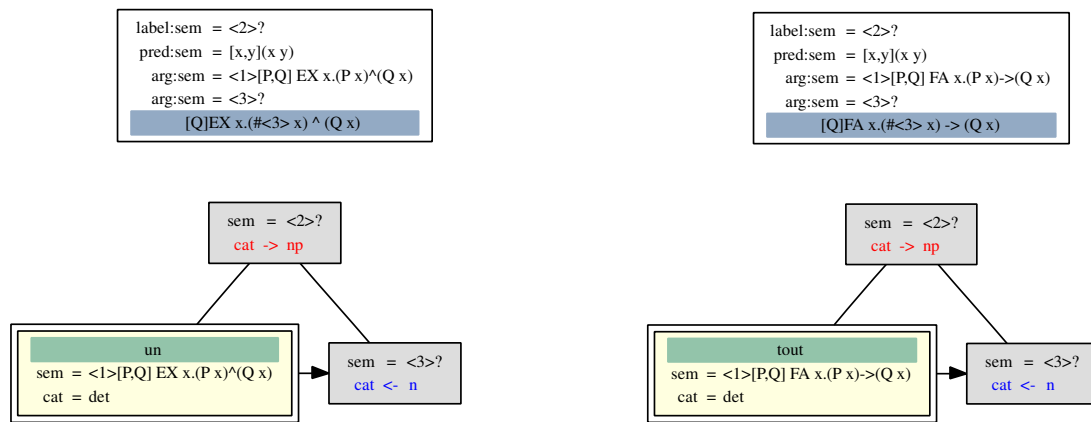 label:sem = <2>?
pred:sem = [x,y](x y)
arg:sem = <1>[P,Q] EX x.(P x)^(Q x)
arg:sem = <3>?
[Q]EX x.(#<3> x) ^ (Q x)
sem = <2>?
cat -> np
un
sem = <1>[P,Q] EX x.(P x)^(Q x)
cat = det
sem = <3>?
cat <- n
label:sem = <2>?
pred:sem = [x,y](x y)
arg:sem = <1>[P,Q] FA x.(P x)->(Q x)
arg:sem = <3>?
[Q]FA x.(#<3> x) -> (Q x)
sem = <2>?
cat -> np
tout
sem = <1>[P,Q] FA x.(P x)->(Q x)
cat = det
sem = <3>?
cat <- n